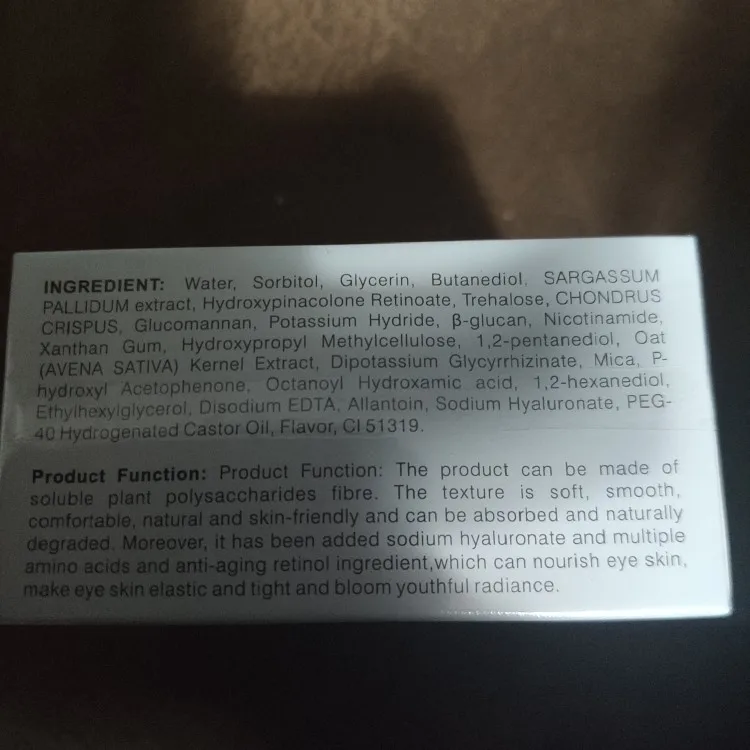 INGREDIENT: Water, Sorbitol, Glycerin, Butanediol, SARGASSUM
PALLIDUM extract, Hydroxypinacolone Retinoate, Trehalose, CHONDRUS
CRISPUS, Glucomannan, Potassium Hydride, β-glucan, Nicotinamide,
Xanthan Gum, Hydroxypropyl Methylcellulose, 1,2-pentanediol, Oat
(AVENA SATIVA) Kernel Extract, Dipotassium Glycyrrhizinate, Mica, P-
hydroxyl Acetophenone, Octanoyl Hydroxamic acid, 1,2-hexanediol,
Ethylhexylglycerol, Disodium EDTA, Allantoin, Sodium Hyaluronate, PEG-
40 Hydrogenated Castor Oil, Flavor, CI 51319.
Product Function: Product Function: The product can be made of
soluble plant polysaccharides fibre. The texture is soft, smooth,
comfortable, natural and skin-friendly and can be absorbed and naturally
degraded. Moreover, it has been added sodium hyaluronate and multiple
amino acids and anti-aging retinol ingredient,which can nourish eye skin,
make eye skin elastic and tight and bloom youthful radiance.